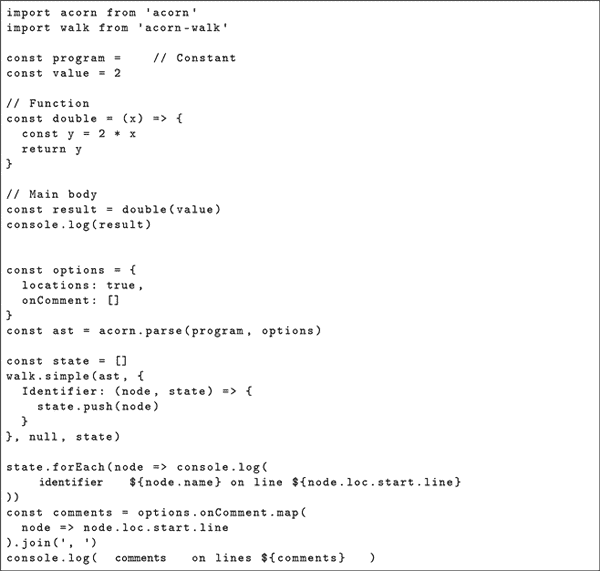 import acorn from 'acorn'
import walk from 'acorn-walk'

const program =    // Constant
const value = 2

// Function
const double = (x) => {
  const y = 2 * x
  return y
}

// Main body
const result = double(value)
console.log(result)


const options = {
  locations: true,
  onComment: []
}
const ast = acorn.parse(program, options)

const state = []
walk.simple(ast, {
  Identifier: (node, state) => {
    state.push(node)
  }
}, null, state)

state.forEach(node => console.log(
    identifier   ${node.name} on line ${node.loc.start.line}
))
const comments = options.onComment.map(
  node => node.loc.start.line
).join(', ')
console.log(  comments   on lines ${comments}   )